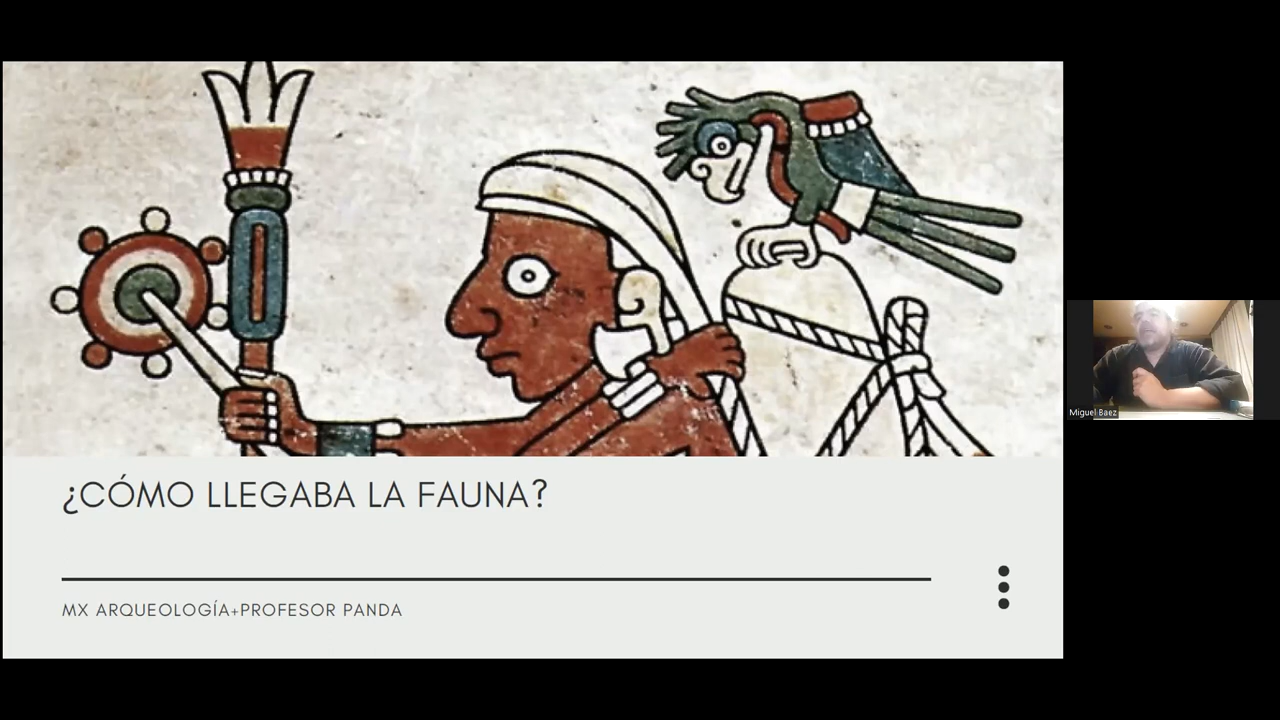 ¿CÓMO LLEGABA LA FAUNA?
MX ARQUEOLOGÍA+PROFESOR PANDA
Miguel Baez